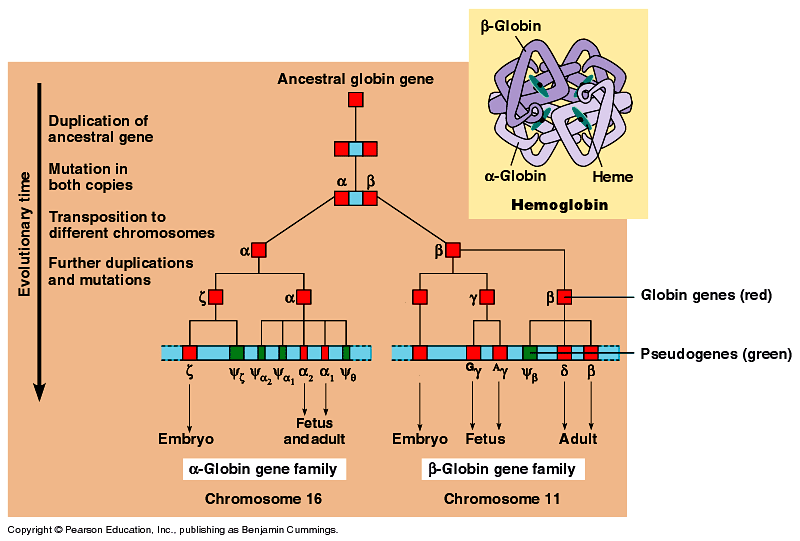 β-Globin
α-Globin
Heme
Hemoglobin
Ancestral globin gene
Evolutionary time
Duplication of
ancestral gene
Mutation in
both copies
Transposition to
different chromosomes
Further duplications
and mutations
α β
α β
ζ α γ β
Globin genes (red)
Pseudogenes (green)
ζ ψζ ψα2 ψα1 α2 α1 ψθ
Gγ Aγ ψβ δ β
Embryo
Fetus
and adult
Embryo Fetus Adult
α-Globin gene family
Chromosome 16
β-Globin gene family
Chromosome 11
Copyright © Pearson Education, Inc., publishing as Benjamin Cummings.